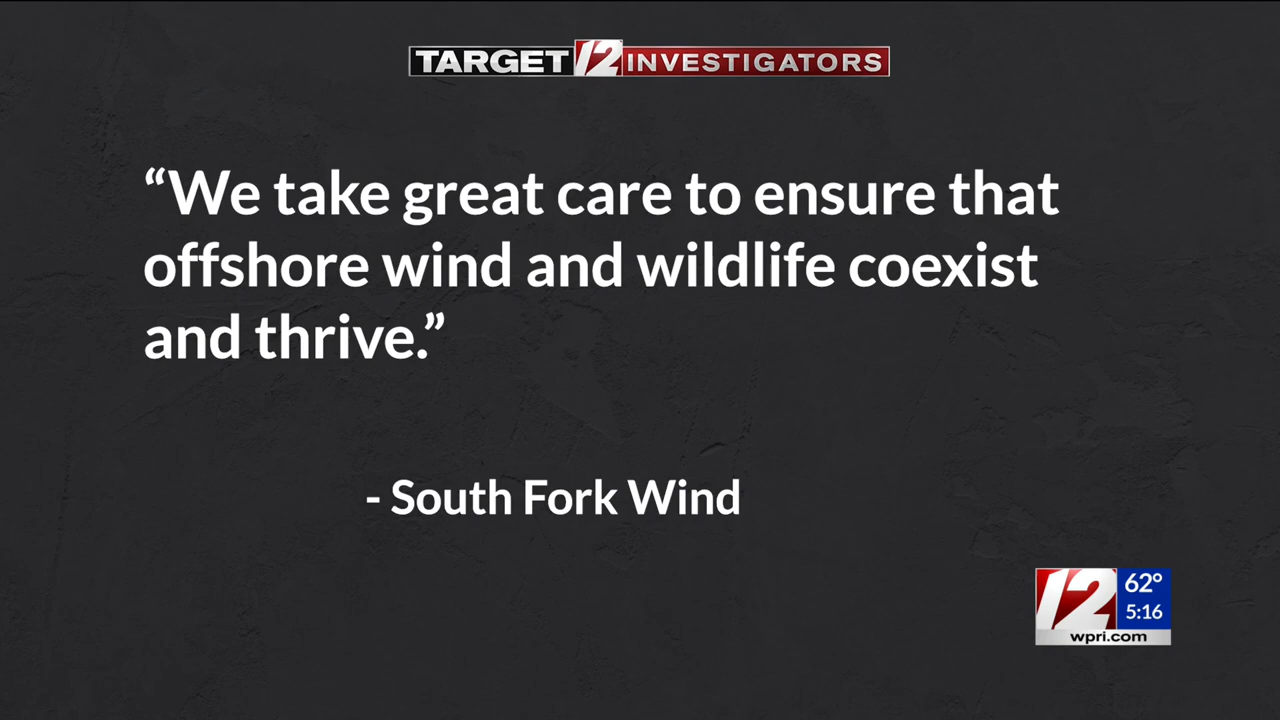 TARGET 12 INVESTIGATORS
“We take great care to ensure that
offshore wind and wildlife coexist
and thrive.”
- South Fork Wind
12
62°
5:16
wpri.com